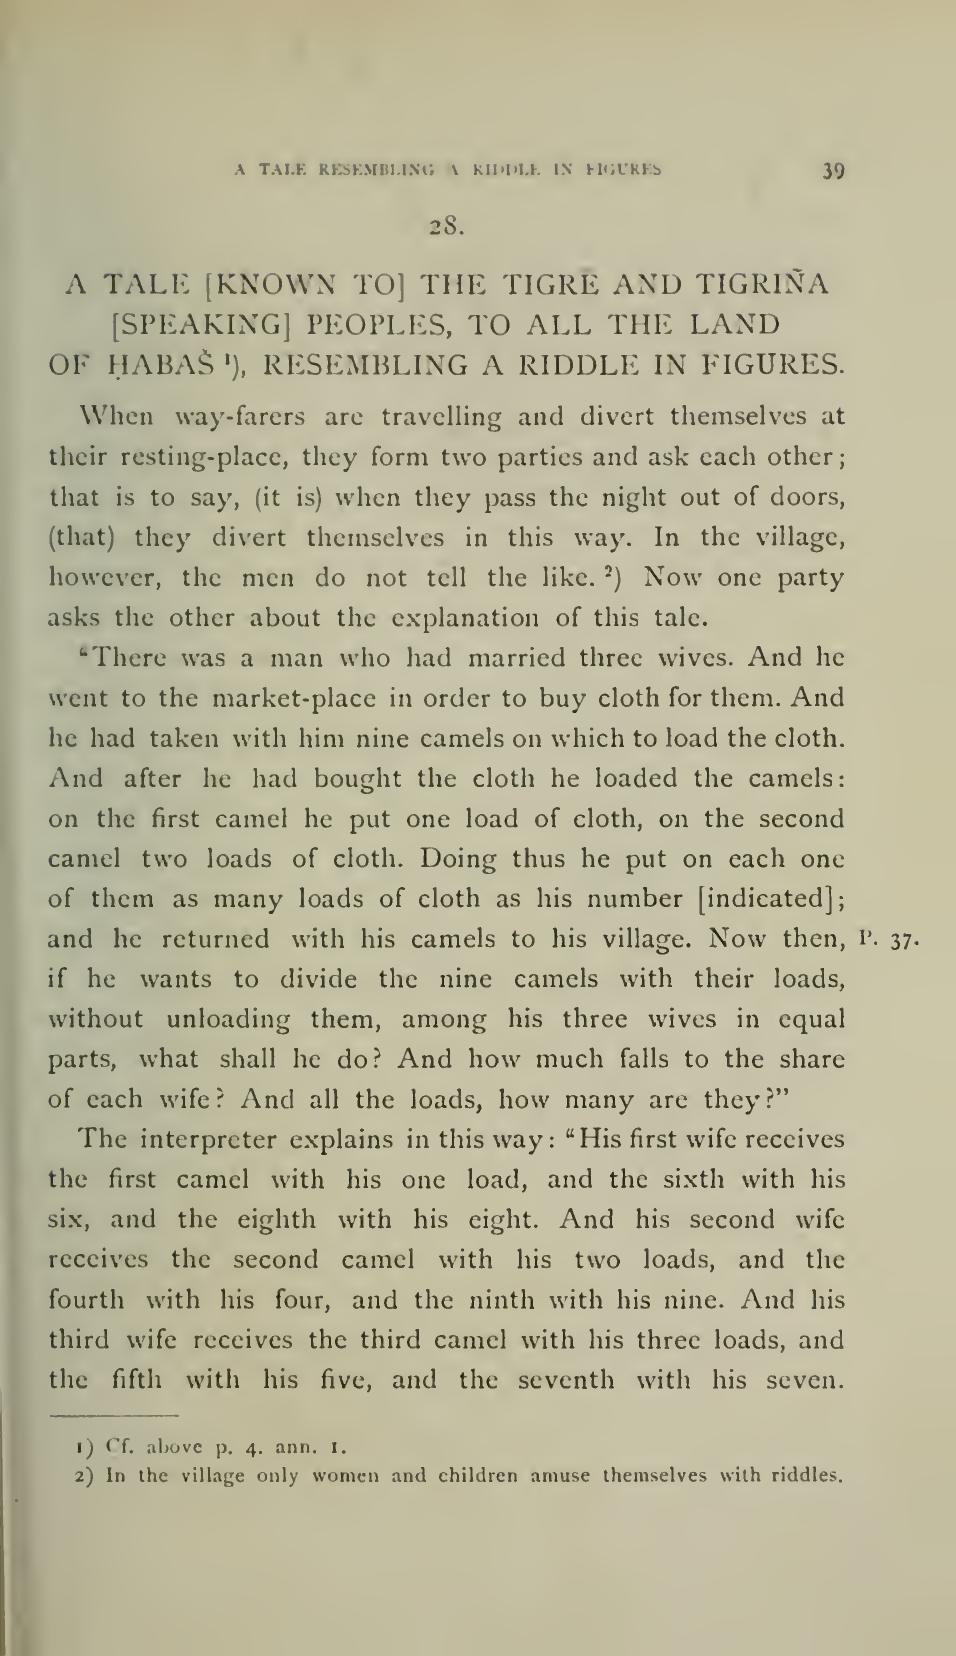 A TALE RESEMBLING A RIDDLE IN FIGURES 39
28.
A TALE [KNOWN TO] THE TIGRĒ AND TIGRIÑA
[SPEAKING] PEOPLES, TO ALL THE LAND
OF ḤABAŠ ¹), RESEMBLING A RIDDLE IN FIGURES.
When way-farers are travelling and divert themselves at
their resting-place, they form two parties and ask each other;
that is to say, (it is) when they pass the night out of doors,
(that) they divert themselves in this way. In the village,
however, the men do not tell the like. ²) Now one party
asks the other about the explanation of this tale.
“There was a man who had married three wives. And he
went to the market-place in order to buy cloth for them. And
he had taken with him nine camels on which to load the cloth.
And after he had bought the cloth he loaded the camels:
on the first camel he put one load of cloth, on the second
camel two loads of cloth. Doing thus he put on each one
of them as many loads of cloth as his number [indicated];
and he returned with his camels to his village. Now then, P. 37.
if he wants to divide the nine camels with their loads,
without unloading them, among his three wives in equal
parts, what shall he do? And how much falls to the share
of each wife? And all the loads, how many are they?”
The interpreter explains in this way: “His first wife receives
the first camel with his one load, and the sixth with his
six, and the eighth with his eight. And his second wife
receives the second camel with his two loads, and the
fourth with his four, and the ninth with his nine. And his
third wife receives the third camel with his three loads, and
the fifth with his five, and the seventh with his seven.
1) Cf. above p. 4. ann. 1.
2) In the village only women and children amuse themselves with riddles.